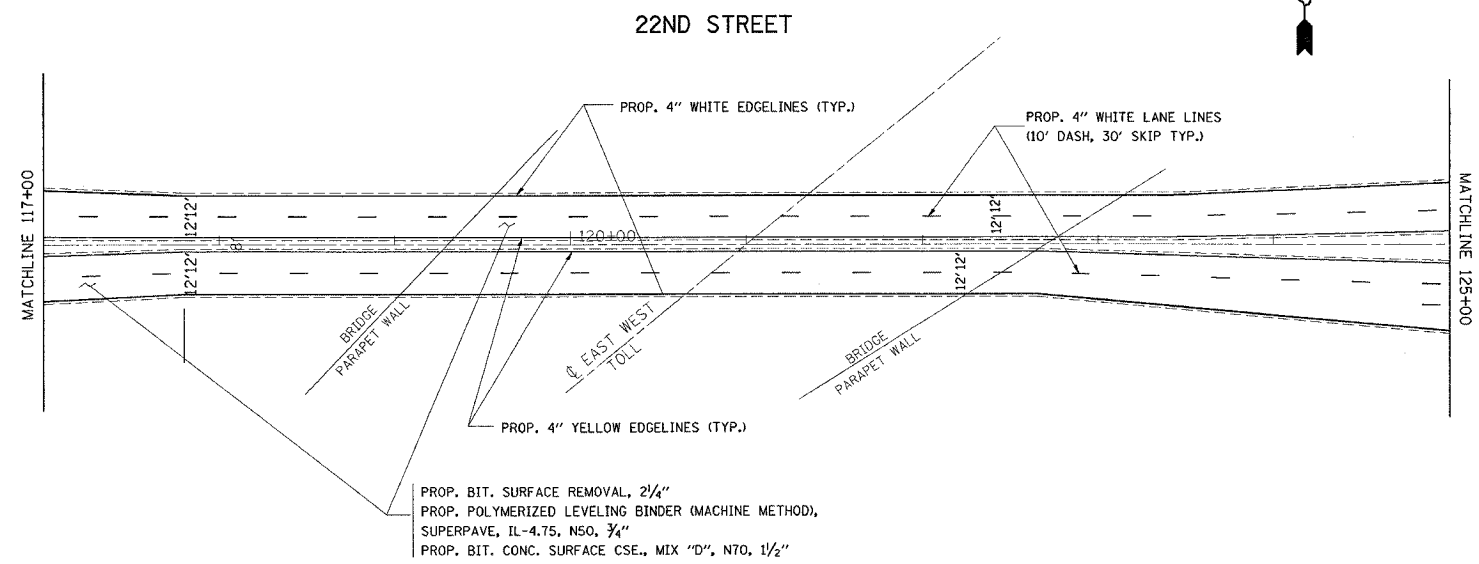 22ND STREET
PROP. 4" WHITE EDGELINES (TYP.)
PROP. 4" WHITE LANE LINES
(10' DASH, 30' SKIP TYP.)
MATCHLINE 117+00
MATCHLINE 125+00
12'12'
12'12'
8'
120+00
12'12'
12'12'
BRIDGE
PARAPET WALL
℄ EAST WEST
TOLL
BRIDGE
PARAPET WALL
PROP. 4" YELLOW EDGELINES (TYP.)
PROP. BIT. SURFACE REMOVAL, 2¼"
PROP. POLYMERIZED LEVELING BINDER (MACHINE METHOD),
SUPERPAVE, IL-4.75, N50, ¾"
PROP. BIT. CONC. SURFACE CSE., MIX "D", N70, 1½"